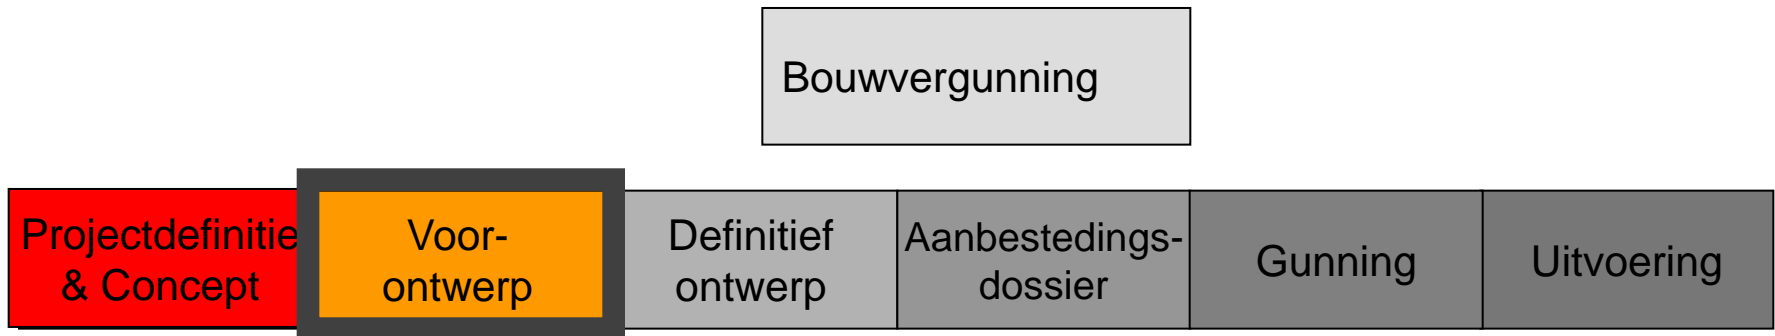 Bouwvergunning
Projectdefinitie
& Concept
Voor-
ontwerp
Definitief
ontwerp
Aanbestedings-
dossier
Gunning
Uitvoering